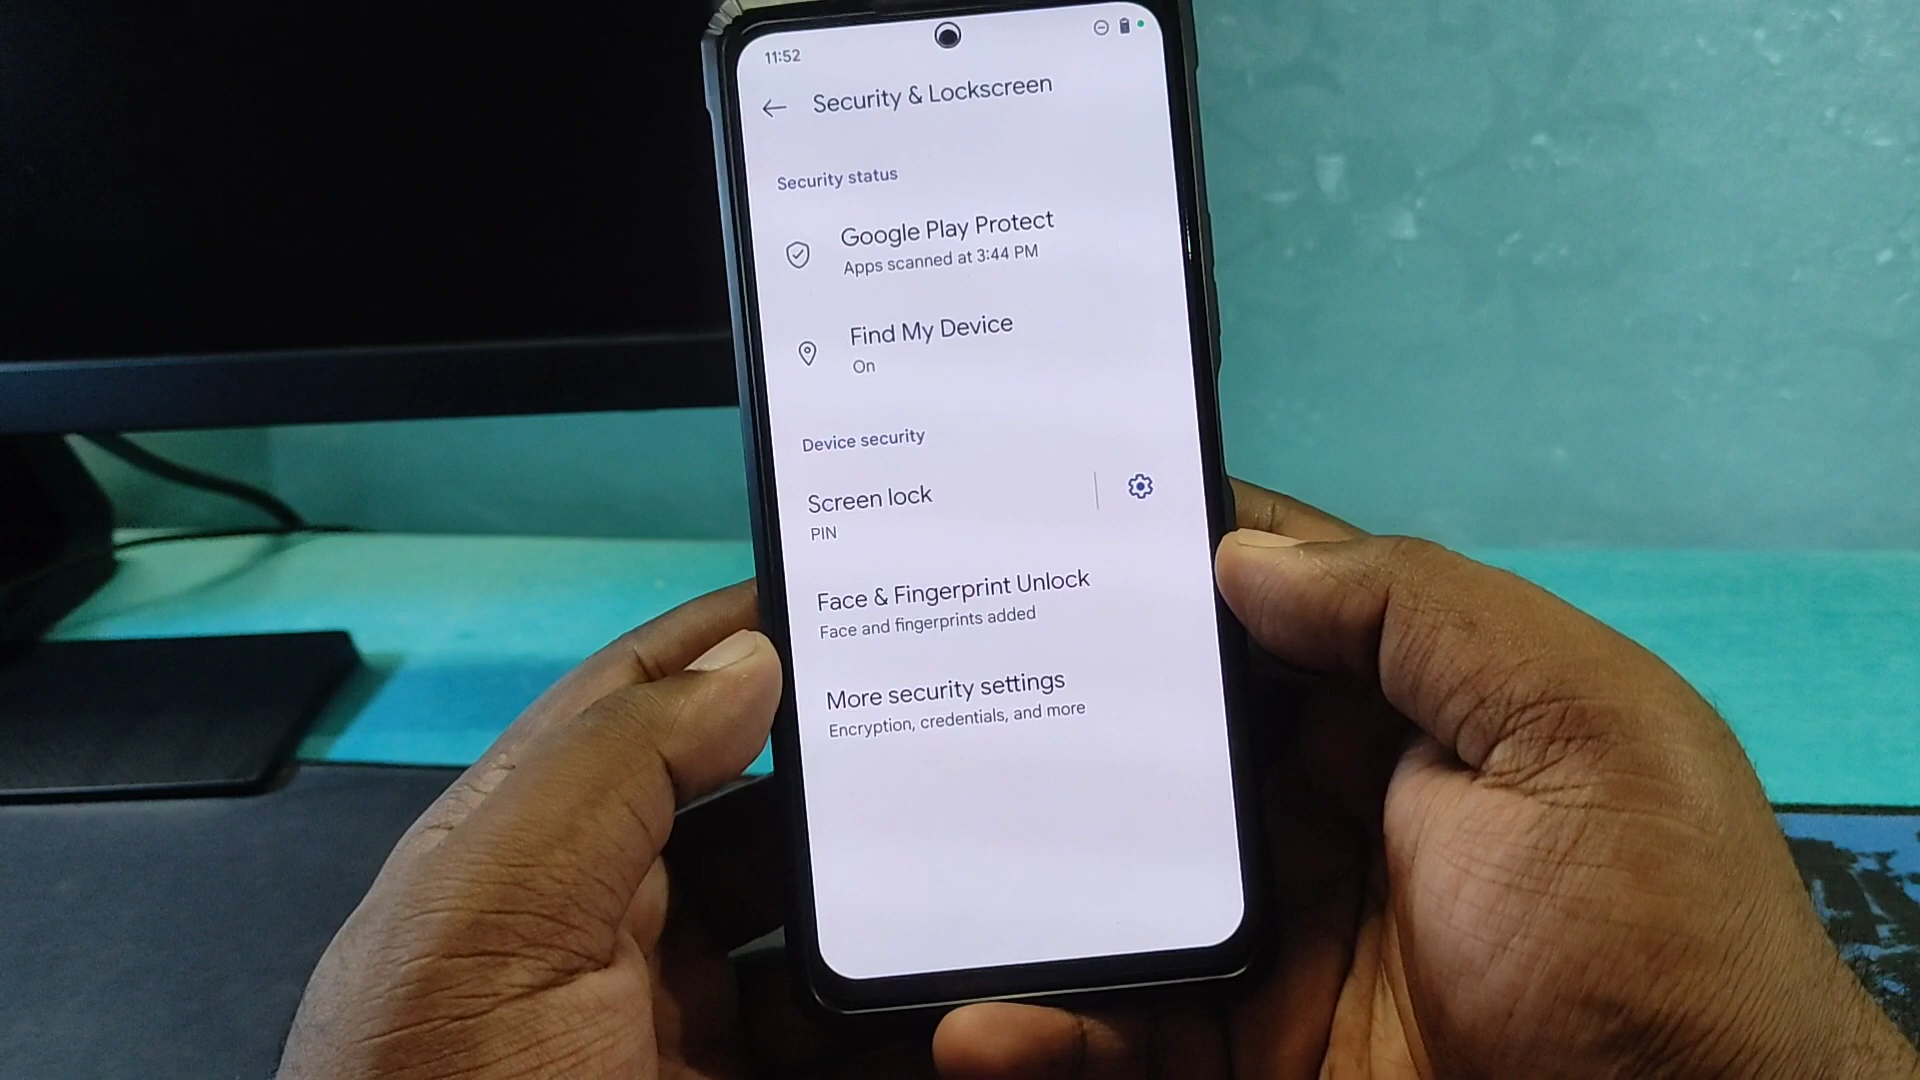 11:52
Security & Lockscreen
Security status
Google Play Protect
Apps scanned at 3:44 PM
Find My Device
On
Device security
Screen lock
PIN
Face & Fingerprint Unlock
Face and fingerprints added
More security settings
Encryption, credentials, and more